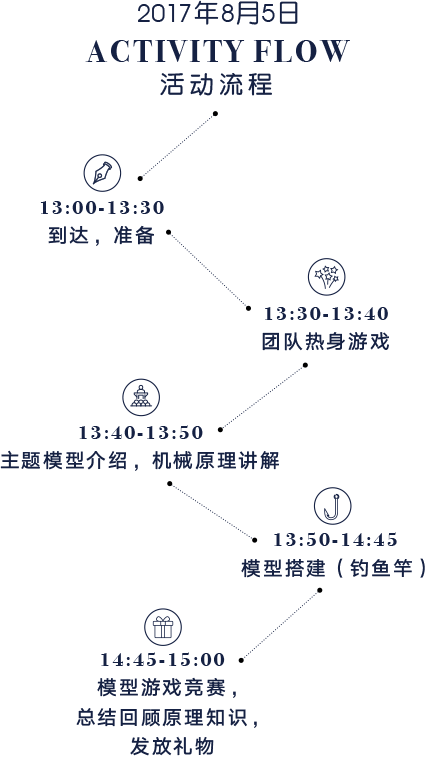 2017年8月5日
ACTIVITY FLOW
活动流程
13:00-13:30
到达，准备
13:30-13:40
团队热身游戏
13:40-13:50
主题模型介绍，机械原理讲解
13:50-14:45
模型搭建（钓鱼竿）
14:45-15:00
模型游戏竞赛，
总结回顾原理知识，
发放礼物